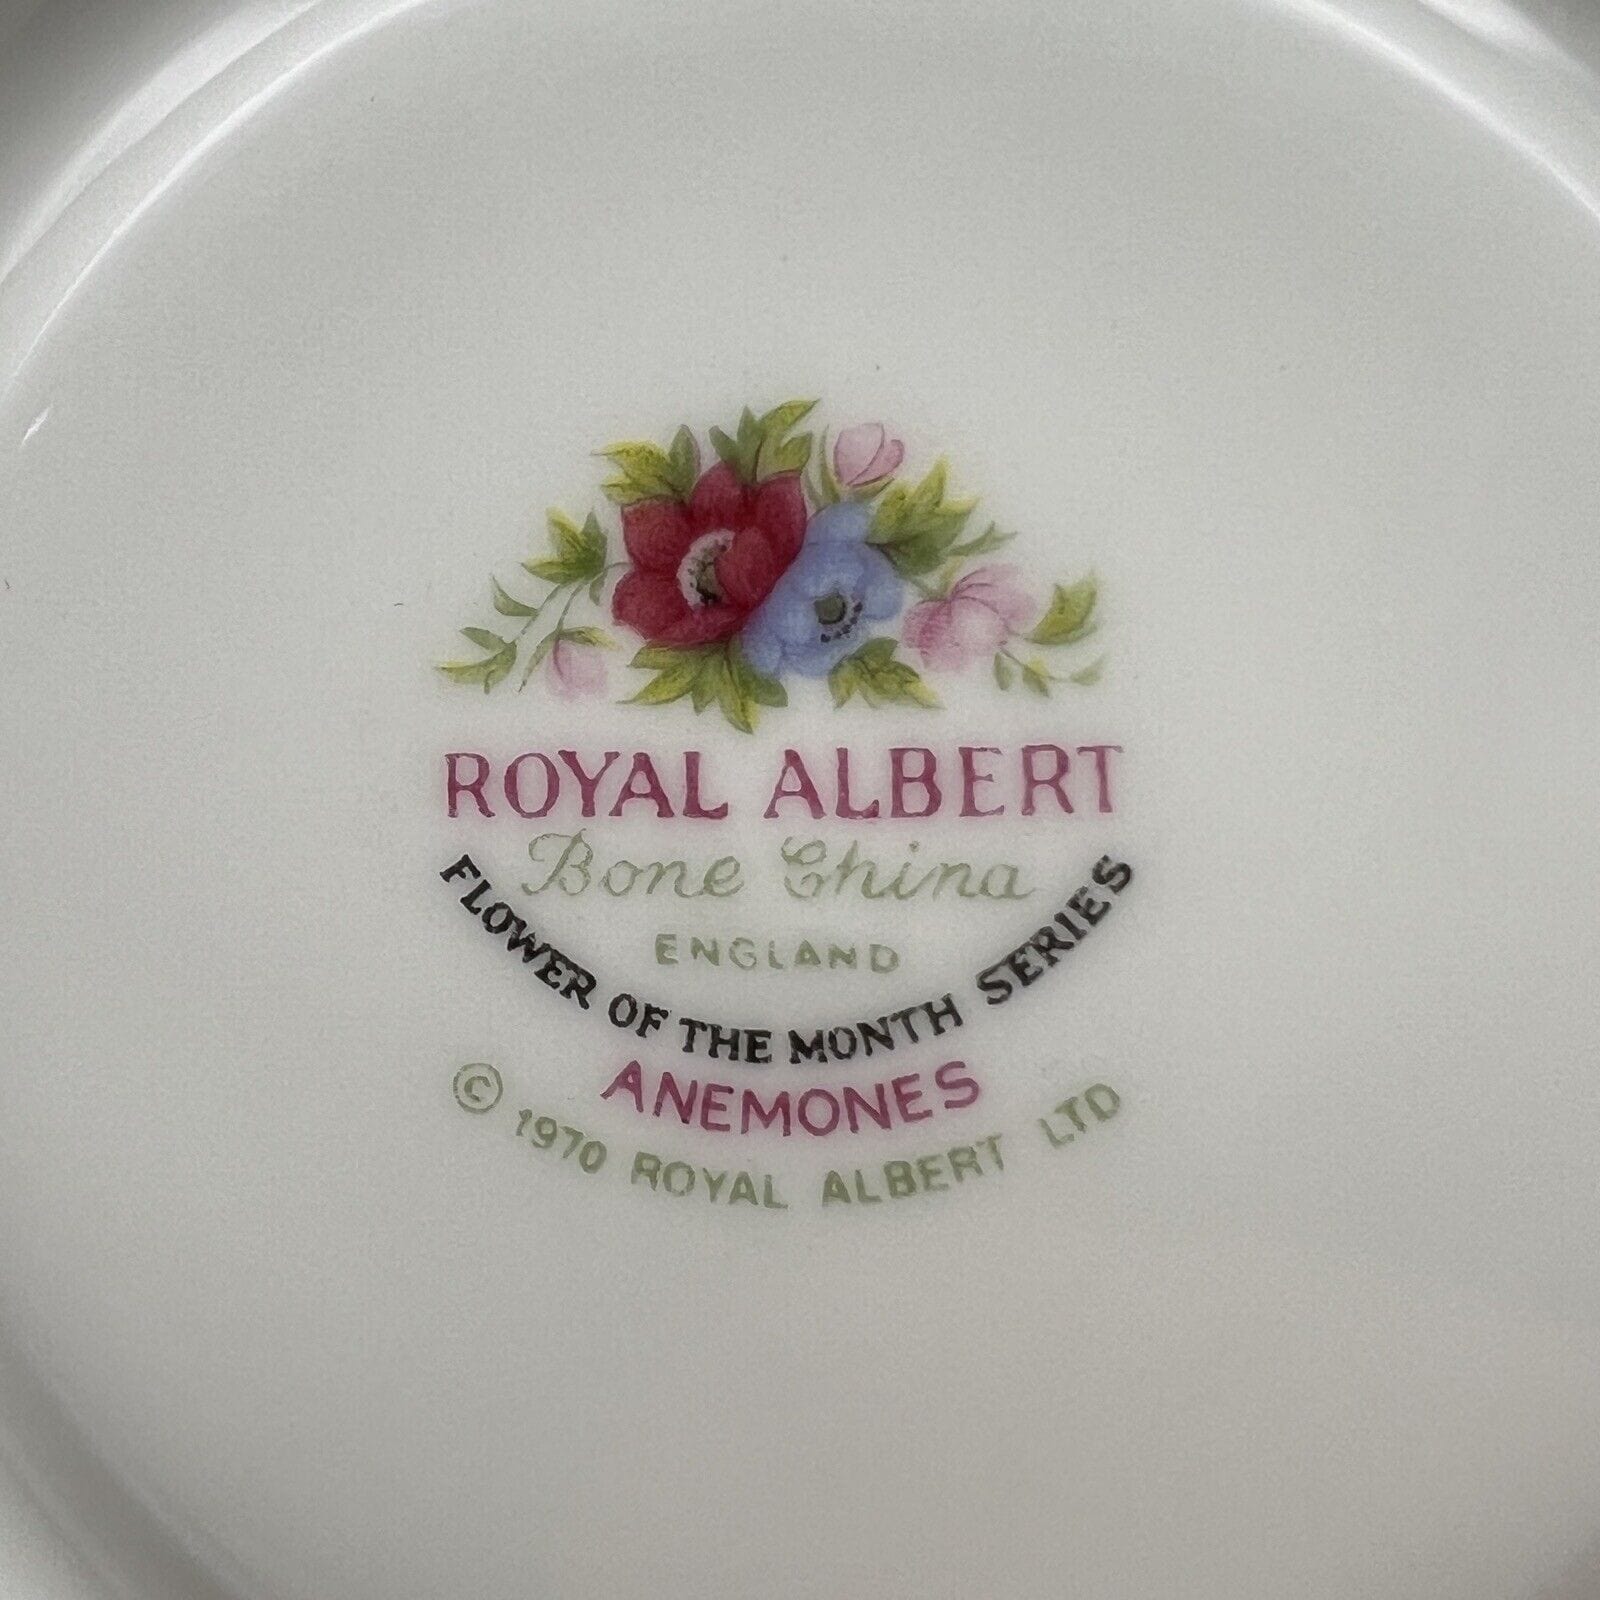 ROYAL ALBERT
Bone China
ENGLAND
FLOWER OF THE MONTH SERIES
ANEMONES
© 1970 ROYAL ALBERT LTD